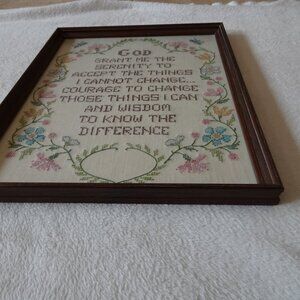 GOD
GRANT ME THE
SERENITY TO
ACCEPT THE THINGS
I CANNOT CHANGE...
COURAGE TO CHANGE
THOSE THINGS I CAN
AND WISDOM
TO KNOW THE
DIFFERENCE